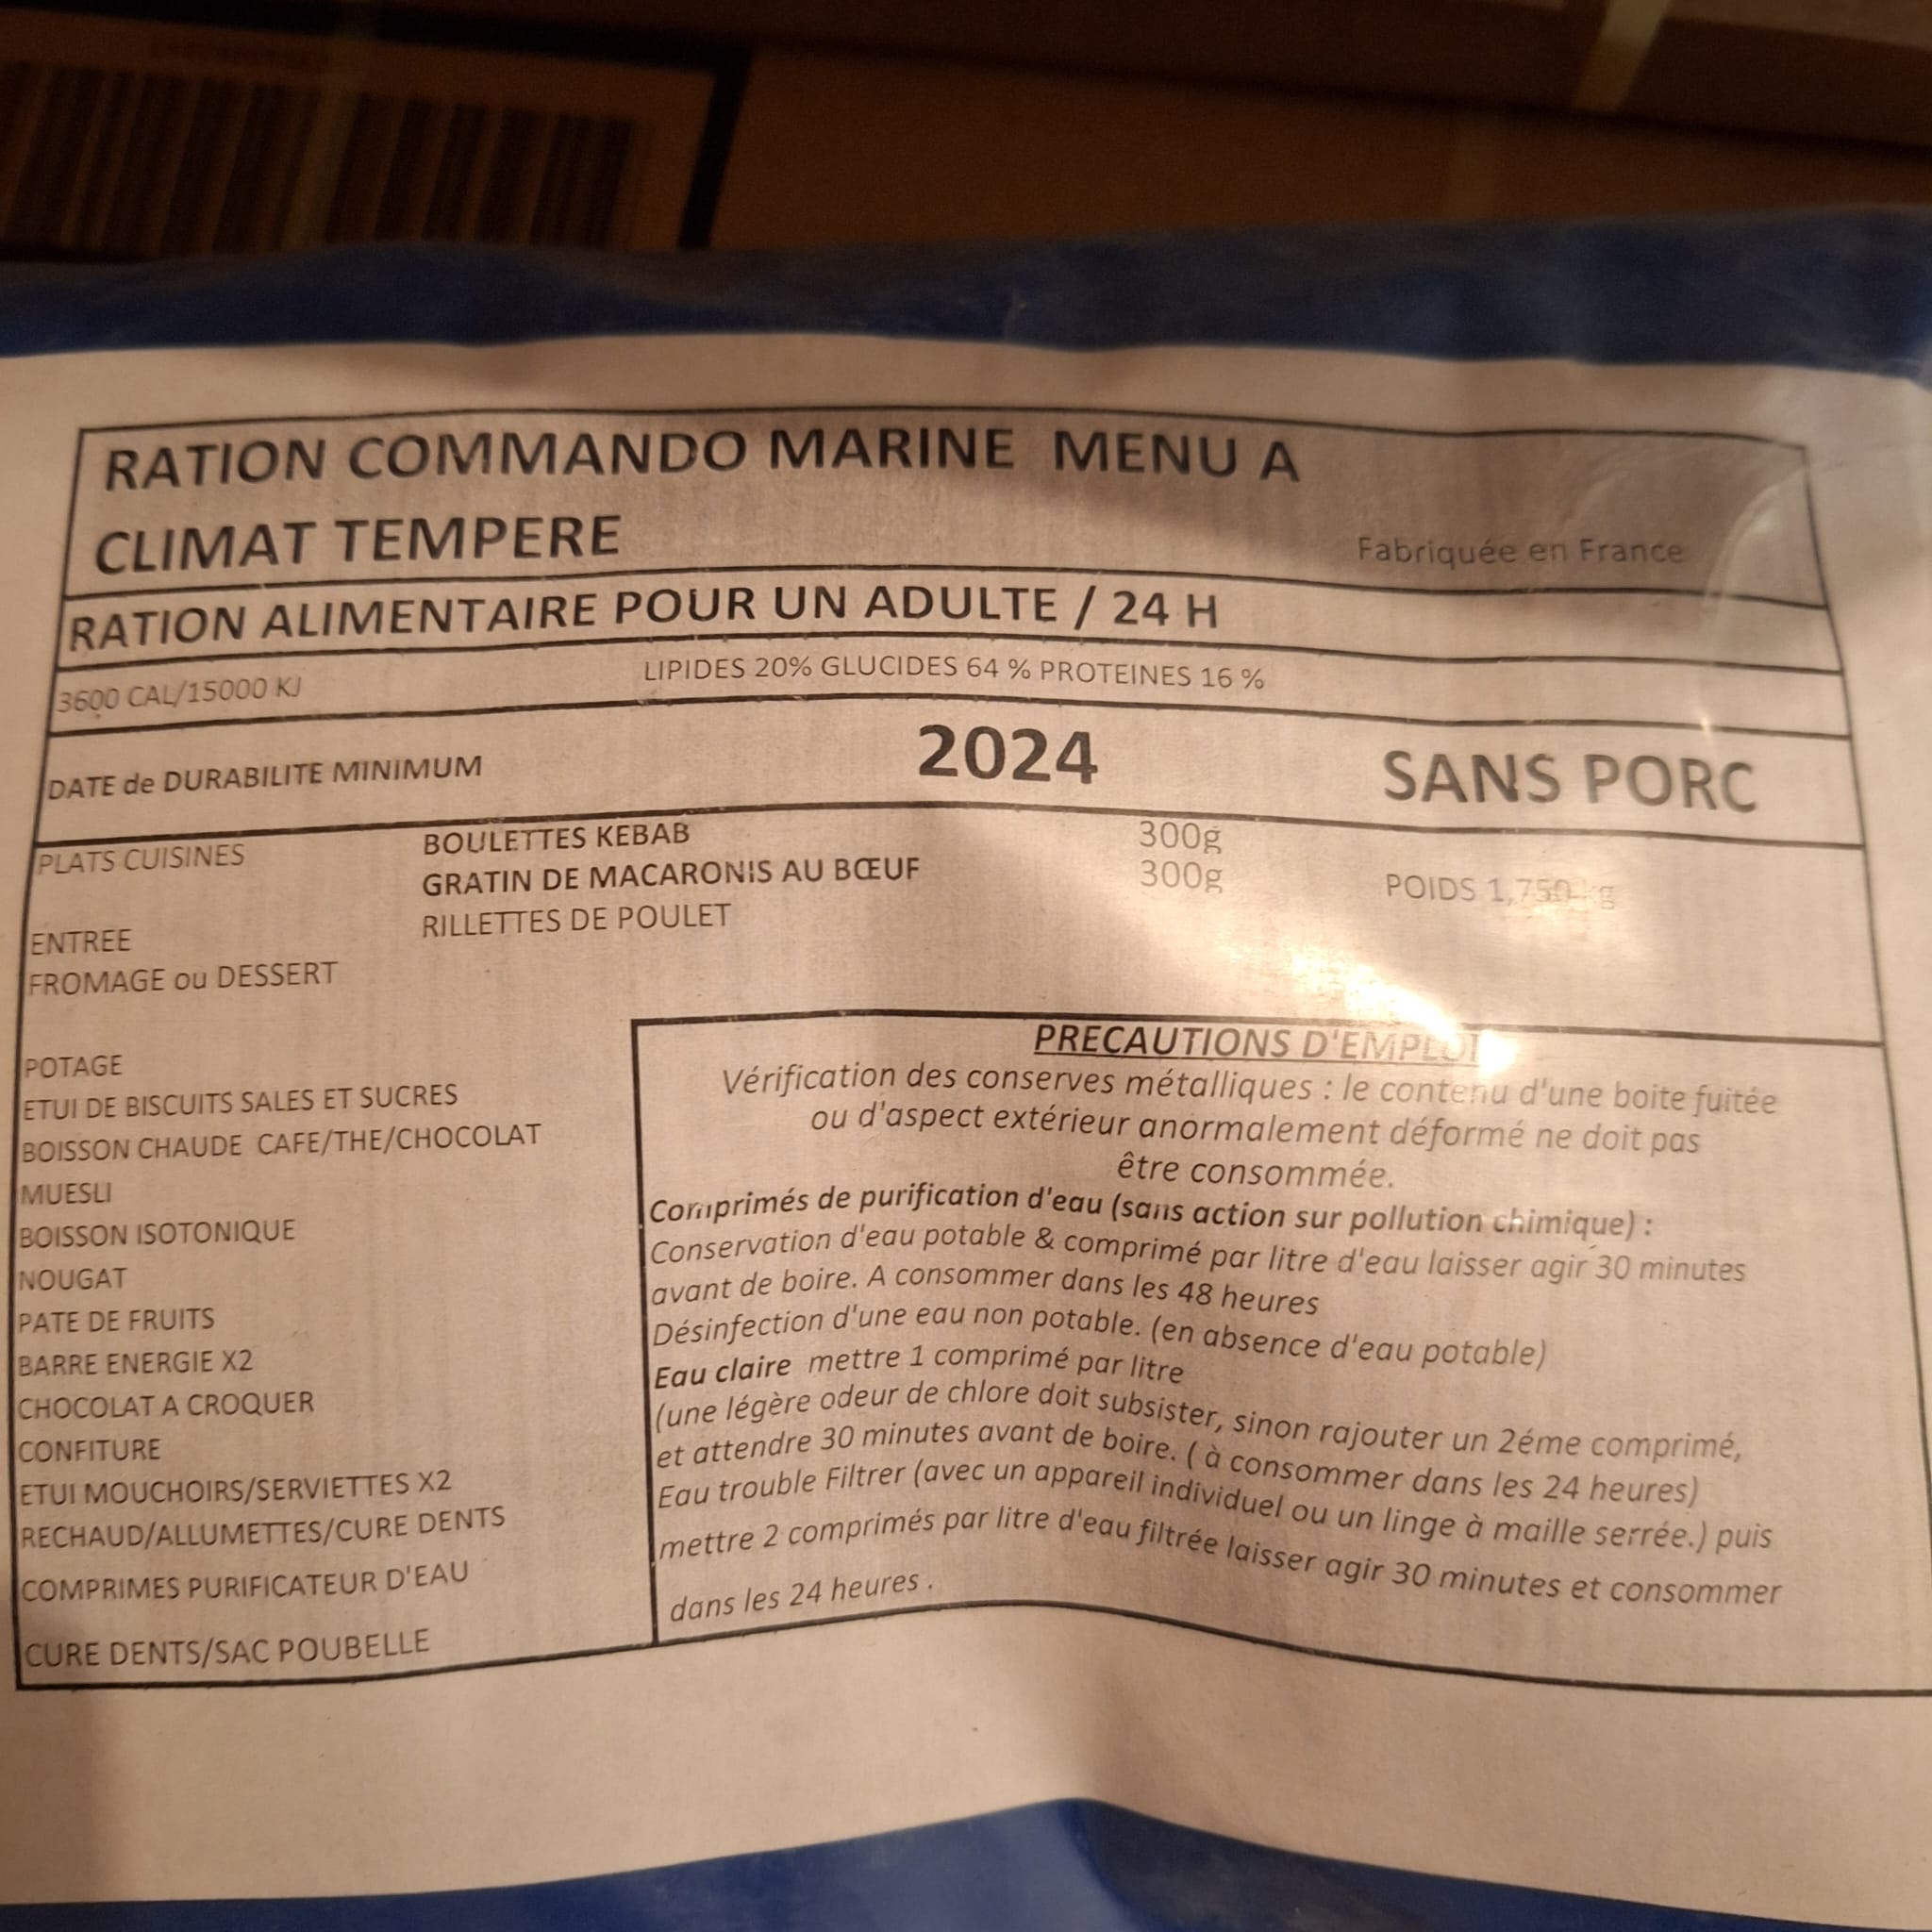 RATION COMMANDO MARINE MENU A
CLIMAT TEMPERE
Fabriquée en France
RATION ALIMENTAIRE POUR UN ADULTE / 24 H
3600 CAL/15000 KJ
LIPIDES 20% GLUCIDES 64 % PROTEINES 16 %
DATE de DURABILITE MINIMUM
2024
SANS PORC
PLATS CUISINES
BOULETTES KEBAB 300g
GRATIN DE MACARONIS AU BŒUF 300g
POIDS 1,750 kg
ENTREE
RILLETTES DE POULET
FROMAGE ou DESSERT
POTAGE
ETUI DE BISCUITS SALES ET SUCRES
BOISSON CHAUDE CAFE/THE/CHOCOLAT
MUESLI
BOISSON ISOTONIQUE
NOUGAT
PATE DE FRUITS
BARRE ENERGIE X2
CHOCOLAT A CROQUER
CONFITURE
ETUI MOUCHOIRS/SERVIETTES X2
RECHAUD/ALLUMETTES/CURE DENTS
COMPRIMES PURIFICATEUR D'EAU
CURE DENTS/SAC POUBELLE
PRECAUTIONS D'EMPLOI
Vérification des conserves métalliques : le contenu d'une boite fuitée
ou d'aspect extérieur anormalement déformé ne doit pas
être consommée.
Comprimés de purification d'eau (sans action sur pollution chimique) :
Conservation d'eau potable & comprimé par litre d'eau laisser agir 30 minutes
avant de boire. A consommer dans les 48 heures
Désinfection d'une eau non potable. (en absence d'eau potable)
Eau claire mettre 1 comprimé par litre
(une légère odeur de chlore doit subsister, sinon rajouter un 2éme comprimé,
et attendre 30 minutes avant de boire. ( à consommer dans les 24 heures)
Eau trouble Filtrer (avec un appareil individuel ou un linge à maille serrée.) puis
mettre 2 comprimés par litre d'eau filtrée laisser agir 30 minutes et consommer
dans les 24 heures .